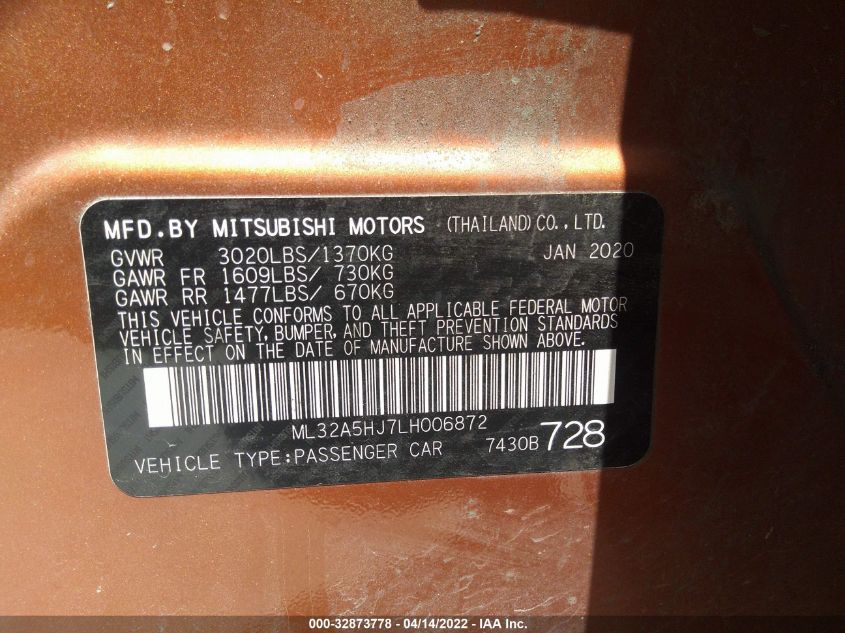 MFD.BY MITSUBISHI MOTORS (THAILAND)CO.,LTD.
GVWR 3020LBS/1370KG JAN 2020
GAWR FR 1609LBS/ 730KG
GAWR RR 1477LBS/ 670KG
THIS VEHICLE CONFORMS TO ALL APPLICABLE FEDERAL MOTOR
VEHICLE SAFETY, BUMPER, AND THEFT PREVENTION STANDARDS
IN EFFECT ON THE DATE OF MANUFACTURE SHOWN ABOVE.
ML32A5HJ7LH006872
VEHICLE TYPE:PASSENGER CAR 7430B 728
000-32873778 - 04/14/2022 - IAA Inc.